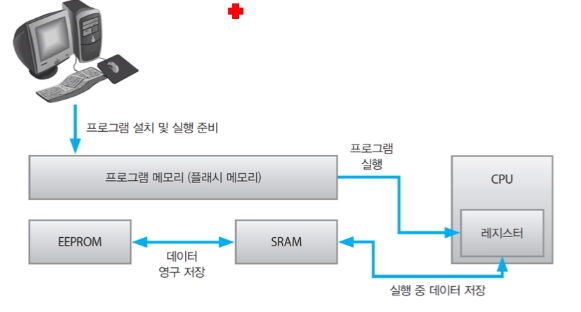 프로그램 설치 및 실행 준비
프로그램 메모리 (플래시 메모리)
프로그램
실행
CPU
레지스터
EEPROM
데이터
영구 저장
SRAM
실행 중 데이터 저장